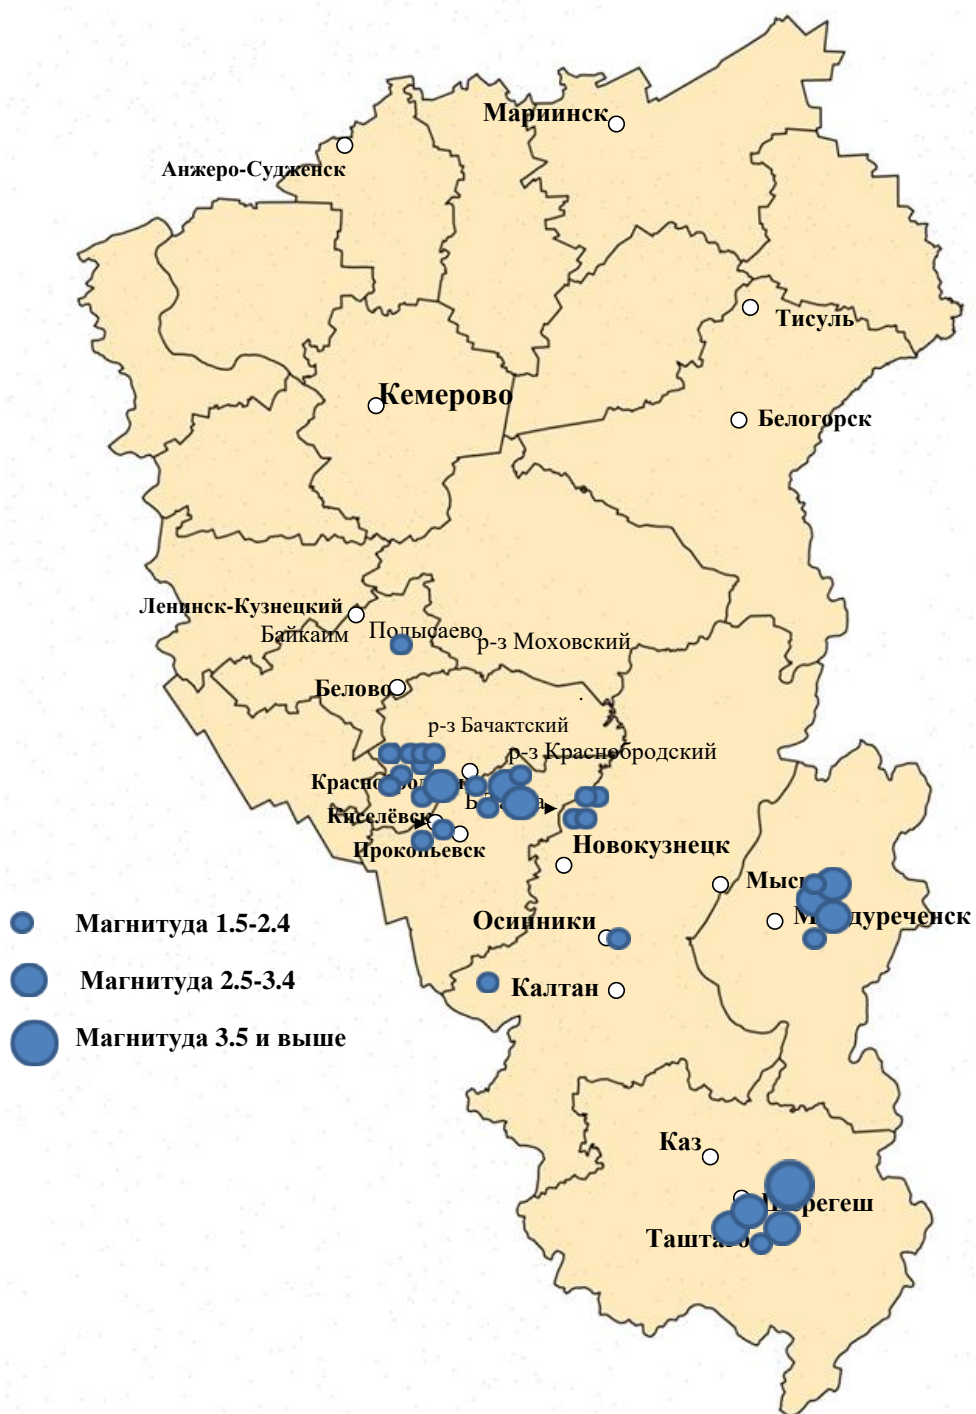 Мариинск
Анжеро-Судженск
Тисуль
Кемерово
Белогорск
Ленинск-Кузнецкий
Байкаим
Полысаево
р-з Моховский
Белово
р-з Бачактский
р-з Краснобродский
Киселёвск
Прокопьевск
Новокузнецк
Магнитуда 1.5-2.4
Осинники
Магнитуда 2.5-3.4
Калтан
Магнитуда 3.5 и выше
Каз